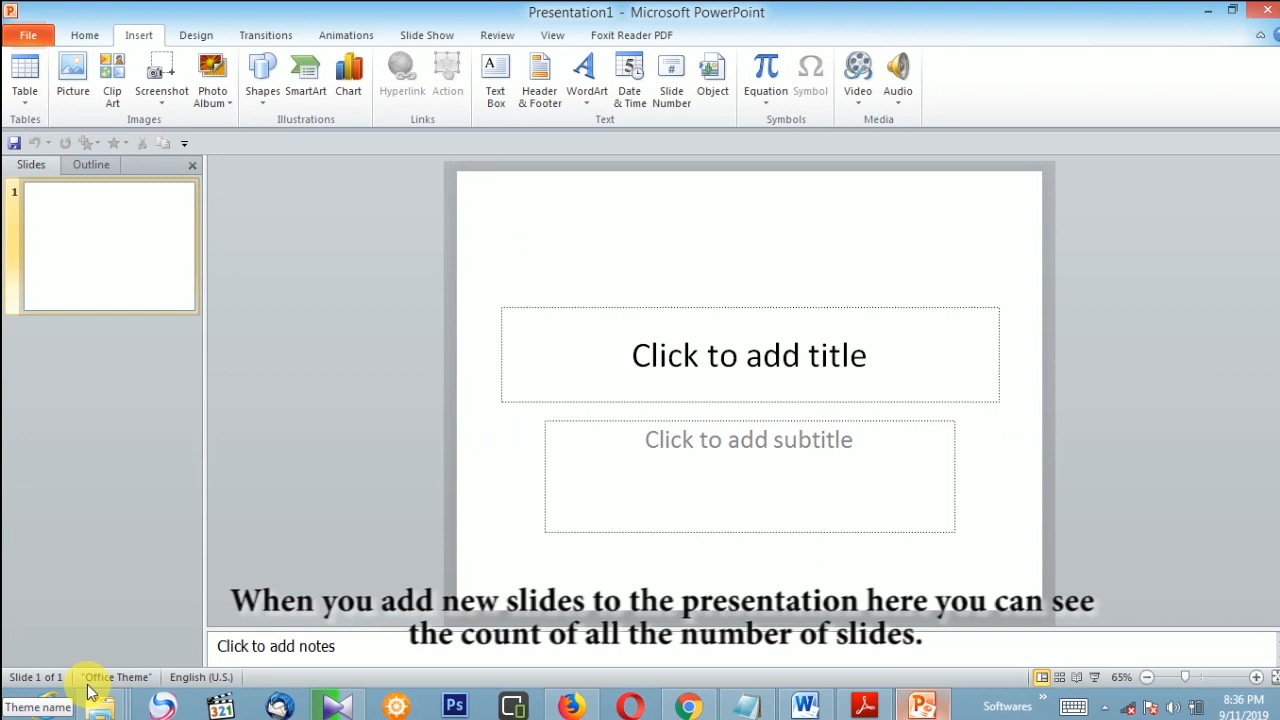 Presentation1 - Microsoft PowerPoint
File Home Insert Design Transitions Animations Slide Show Review View Foxit Reader PDF
Table Picture Clip Art Screenshot Photo Album Shapes SmartArt Chart Hyperlink Action Text Box Header & Footer WordArt Date & Time Slide Number Object Equation Symbol Video Audio
Tables Images Illustrations Links Text Symbols Media
Slides Outline
1
Click to add title
Click to add subtitle
When you add new slides to the presentation here you can see
the count of all the number of slides.
Click to add notes
Slide 1 of 1 "Office Theme" English (U.S.) 65%
Theme name
321 Ps W Softwares 8:36 PM
9/11/2019